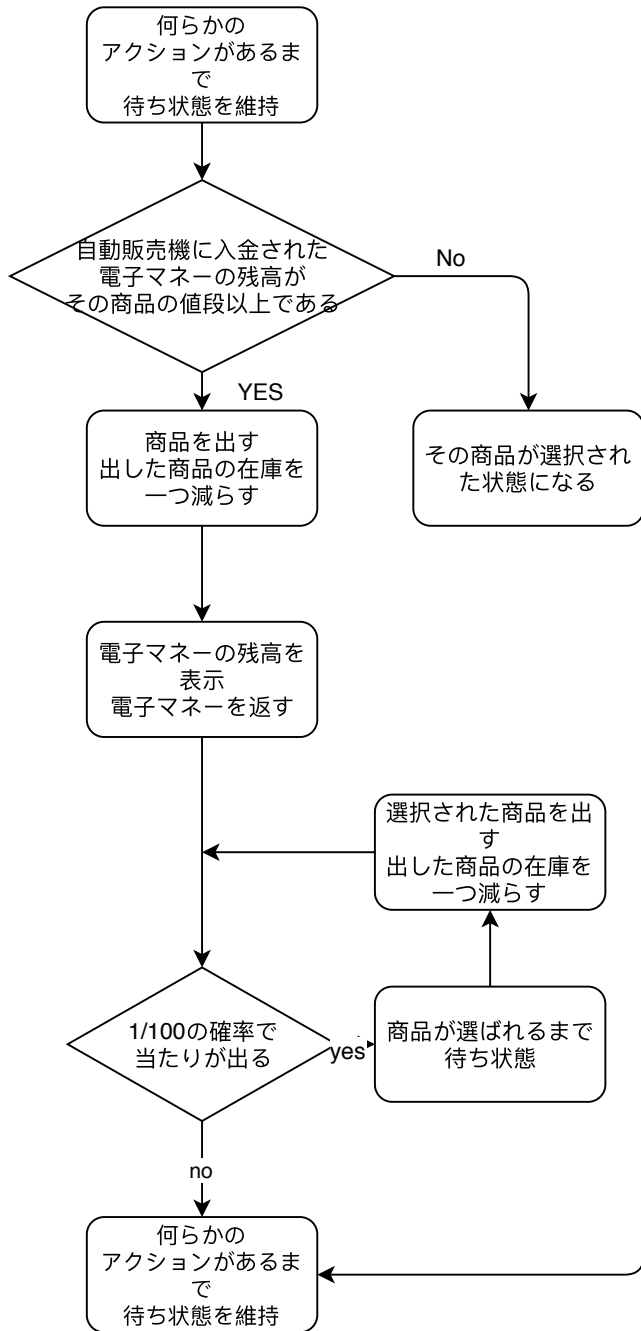 何らかの
アクションがあるま
で
待ち状態を維持
自動販売機に入金された
電子マネーの残高が
その商品の値段以上である
No
YES
商品を出す
出した商品の在庫を
一つ減らす
その商品が選択され
た状態になる
電子マネーの残高を
表示
電子マネーを返す
選択された商品を出
す
出した商品の在庫を
一つ減らす
1/100の確率で
当たりが出る
yes
商品が選ばれるまで
待ち状態
no
何らかの
アクションがあるま
で
待ち状態を維持